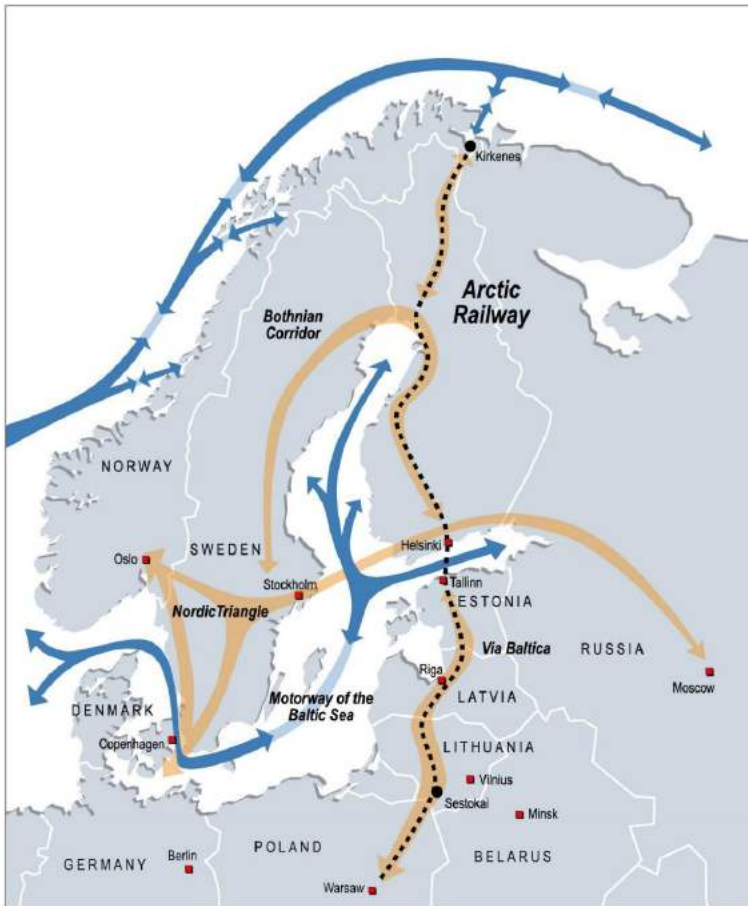 Kirkenes
Arctic
Railway
Bothnian
Corridor
NORWAY
Helsinki
Oslo
SWEDEN
Stockholm
Tallinn
ESTONIA
NordicTriangle
Via Baltica
RUSSIA
Riga
Moscow
Motorway of the
Baltic Sea
LATVIA
DENMARK
Copenhagen
LITHUANIA
Vilnius
Sestokai
Minsk
POLAND
BELARUS
GERMANY
Berlin
Warsaw